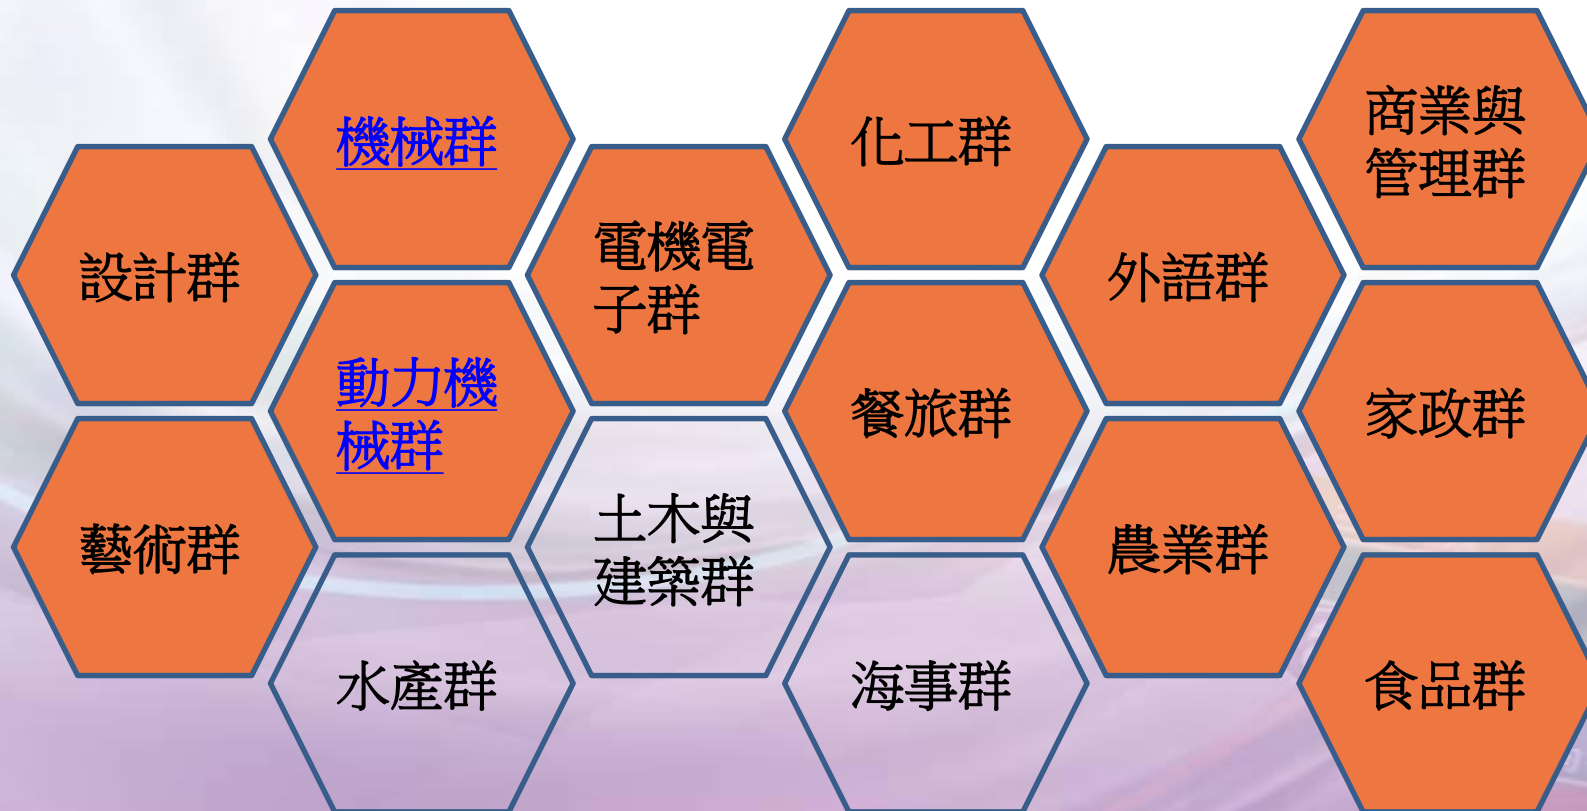 機械群
化工群
商業與
管理群
設計群
電機電
子群
外語群
動力機
械群
餐旅群
家政群
藝術群
土木與
建築群
農業群
水產群
海事群
食品群